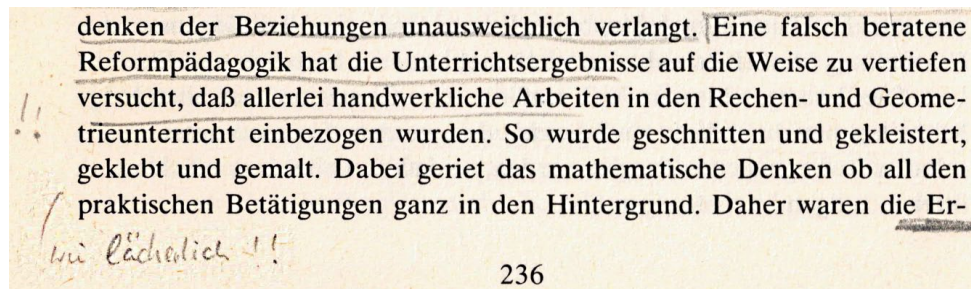 denken der Beziehungen unausweichlich verlangt. Eine falsch beratene
Reformpädagogik hat die Unterrichtsergebnisse auf die Weise zu vertiefen
versucht, daß allerlei handwerkliche Arbeiten in den Rechen- und Geome-
!!
trieunterricht einbezogen wurden. So wurde geschnitten und gekleistert,
geklebt und gemalt. Dabei geriet das mathematische Denken ob all den
praktischen Betätigungen ganz in den Hintergrund. Daher waren die Er-
wie lächerlich!!
236